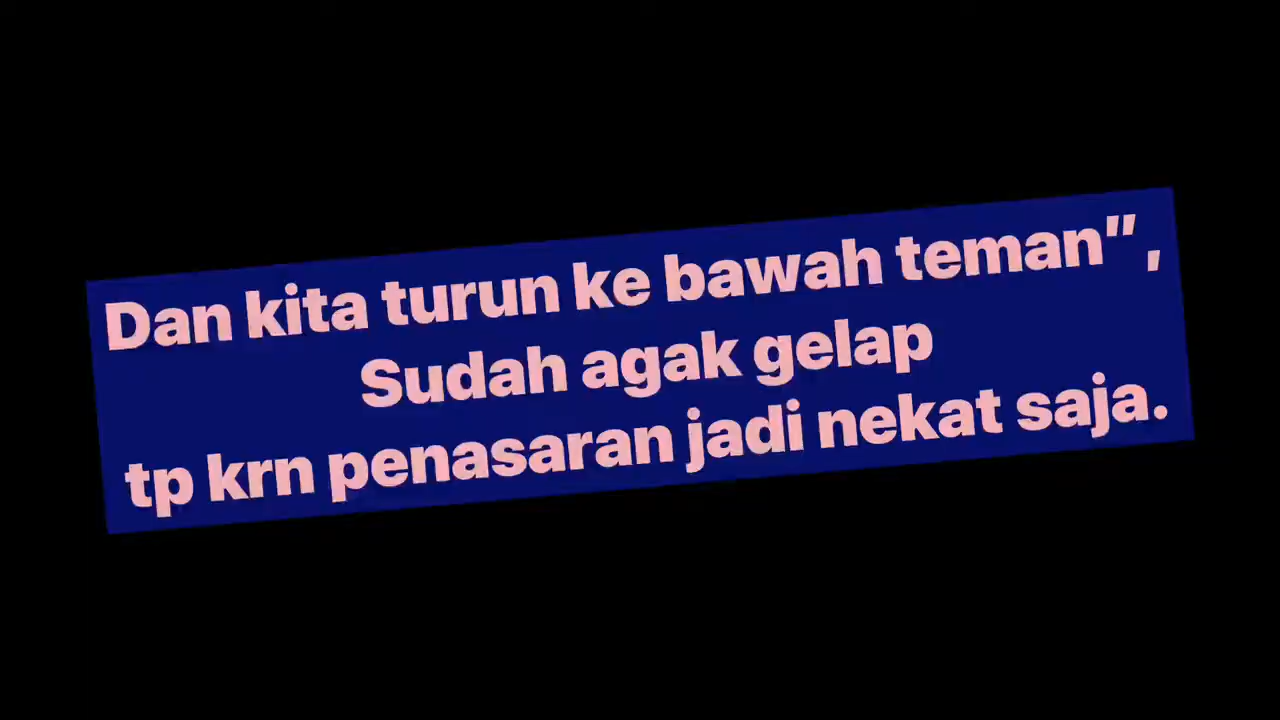 Dan kita turun ke bawah teman” ,
Sudah agak gelap
tp krn penasaran jadi nekat saja.